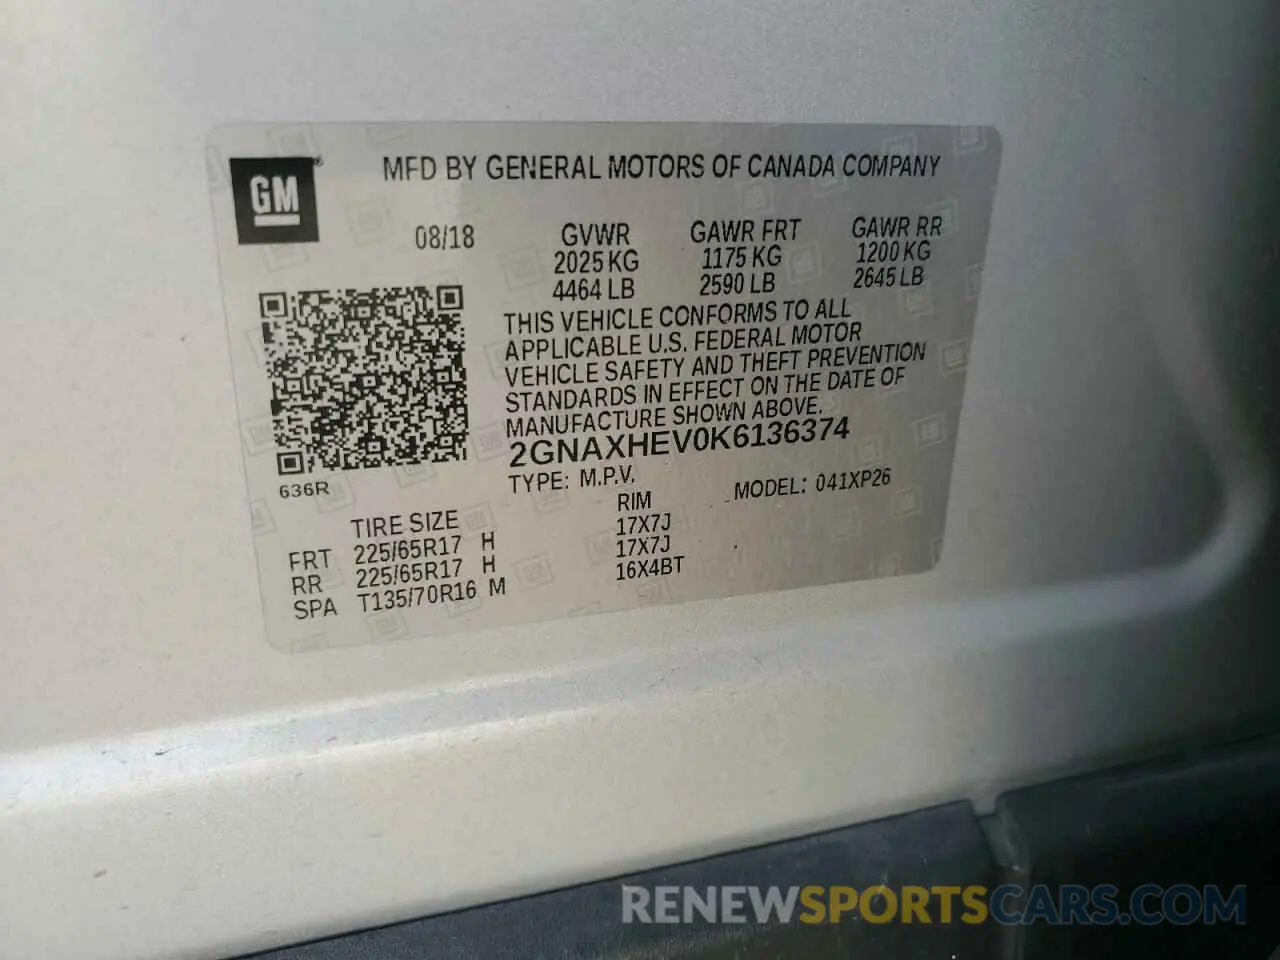 GM
MFD BY GENERAL MOTORS OF CANADA COMPANY
08/18 GVWR GAWR FRT GAWR RR
2025 KG 1175 KG 1200 KG
4464 LB 2590 LB 2645 LB
THIS VEHICLE CONFORMS TO ALL
APPLICABLE U.S. FEDERAL MOTOR
VEHICLE SAFETY AND THEFT PREVENTION
STANDARDS IN EFFECT ON THE DATE OF
MANUFACTURE SHOWN ABOVE.
2GNAXHEV0K6136374
636R
TYPE: M.P.V. MODEL: 041XP26
TIRE SIZE RIM
FRT 225/65R17 H 17X7J
RR 225/65R17 H 17X7J
SPA T135/70R16 M 16X4BT
RENEWSPORTSCARS.COM